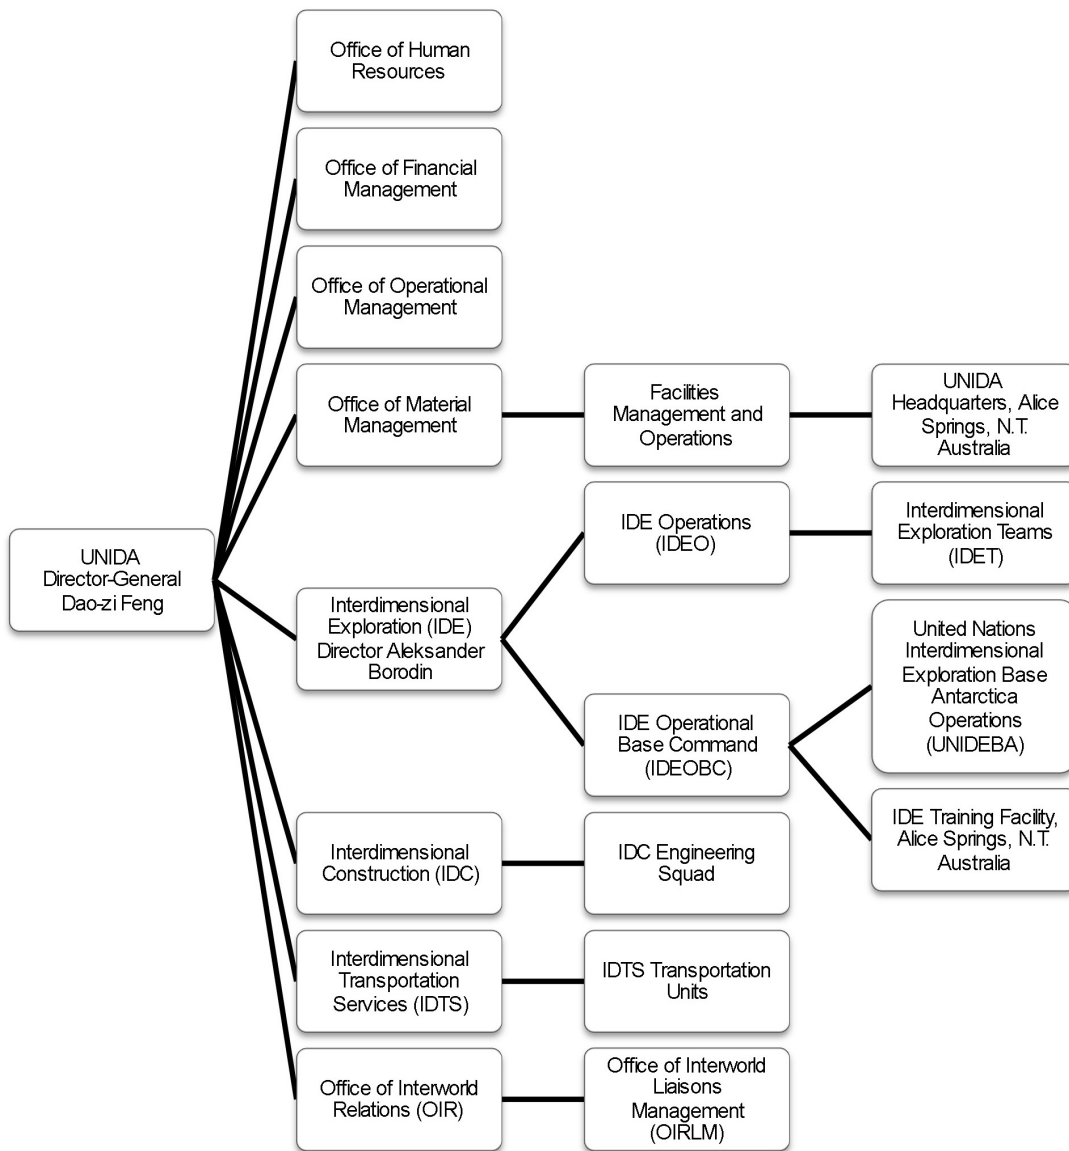 Office of Human
Resources
Office of Financial
Management
Office of Operational
Management
Office of Material
Management
Facilities
Management and
Operations
UNIDA
Headquarters, Alice
Springs, N.T.
Australia
UNIDA
Director-General
Dao-zi Feng
Interdimensional
Exploration (IDE)
Director Aleksander
Borodin
IDE Operations
(IDEO)
Interdimensional
Exploration Teams
(IDET)
IDE Operational
Base Command
(IDEOBC)
United Nations
Interdimensional
Exploration Base
Antarctica
Operations
(UNIDEBA)
IDE Training Facility,
Alice Springs, N.T.
Australia
Interdimensional
Construction (IDC)
IDC Engineering
Squad
Interdimensional
Transportation
Services (IDTS)
IDTS Transportation
Units
Office of Interworld
Relations (OIR)
Office of Interworld
Liaisons
Management
(OIRLM)